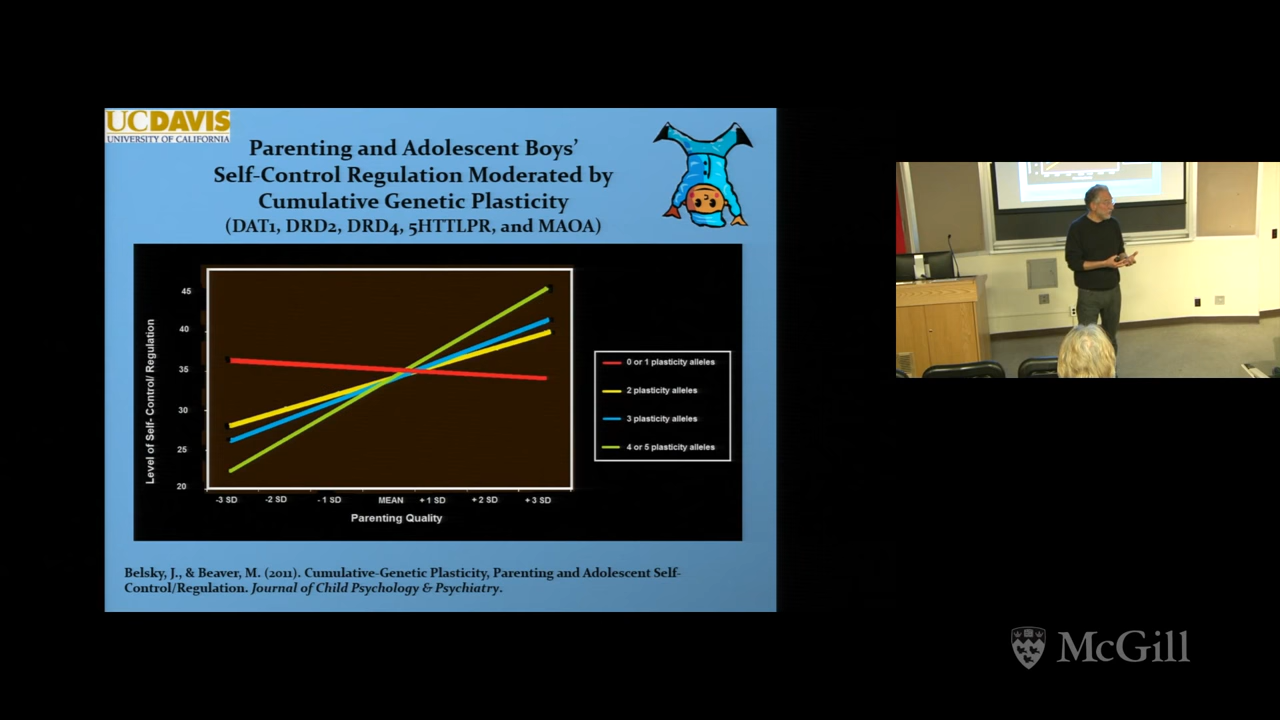 UCDAVIS
UNIVERSITY OF CALIFORNIA
Parenting and Adolescent Boys'
Self-Control Regulation Moderated by
Cumulative Genetic Plasticity
(DAT1, DRD2, DRD4, 5HTTLPR, and MAOA)
Level of Self- Control/ Regulation
45
40
35
30
25
20
-3 SD -2 SD - 1 SD MEAN + 1 SD + 2 SD + 3 SD
Parenting Quality
0 or 1 plasticity alleles
2 plasticity alleles
3 plasticity alleles
4 or 5 plasticity alleles
Belsky, J., & Beaver, M. (2011). Cumulative-Genetic Plasticity, Parenting and Adolescent Self-
Control/Regulation. Journal of Child Psychology & Psychiatry.
McGill